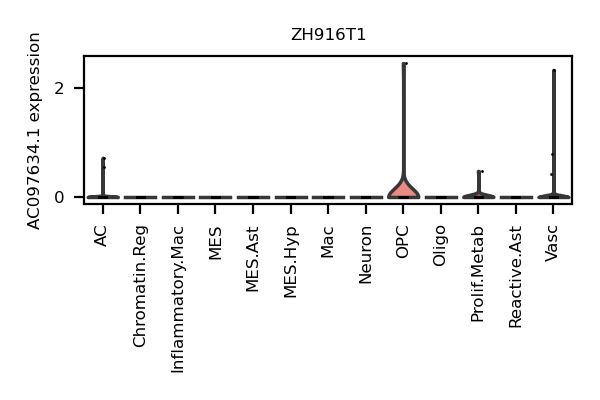 ZH916T1
AC097634.1 expression
2
0
AC
Chromatin.Reg
Inflammatory.Mac
MES
MES.Ast
MES.Hyp
Mac
Neuron
OPC
Oligo
Prolif.Metab
Reactive.Ast
Vasc